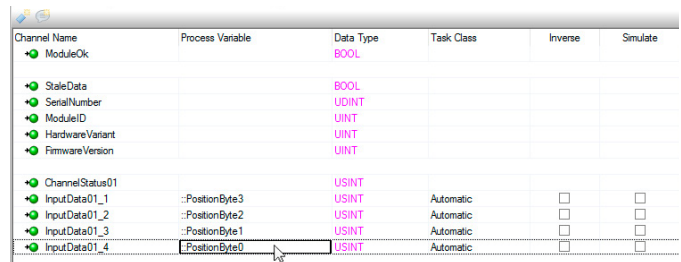 Channel Name Process Variable Data Type Task Class Inverse Simulate
ModuleOk BOOL
StaleData BOOL
SerialNumber UDINT
ModuleID UINT
HardwareVariant UINT
FirmwareVersion UINT
ChannelStatus01 USINT
InputData01_1 ::PositionByte3 USINT Automatic
InputData01_2 ::PositionByte2 USINT Automatic
InputData01_3 ::PositionByte1 USINT Automatic
InputData01_4 ::PositionByte0 USINT Automatic